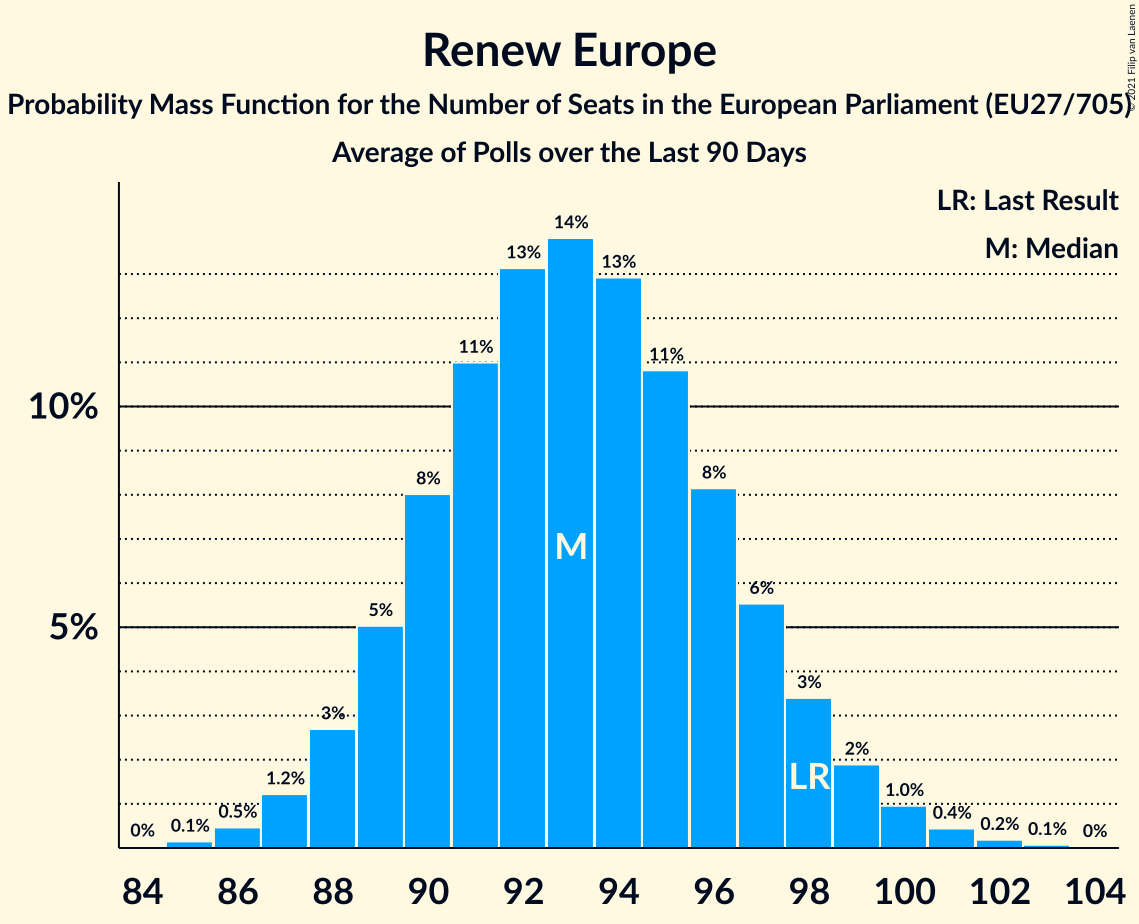 Renew Europe
Probability Mass Function for the Number of Seats in the European Parliament (EU27/705)
Average of Polls over the Last 90 Days
© 2021 Filip van Laenen
LR: Last Result
M: Median
10%
5%
0%
0.1%
0.5%
1.2%
3%
5%
8%
11%
13%
14%
13%
11%
8%
6%
3%
2%
1.0%
0.4%
0.2%
0.1%
0%
M
LR
84 86 88 90 92 94 96 98 100 102 104